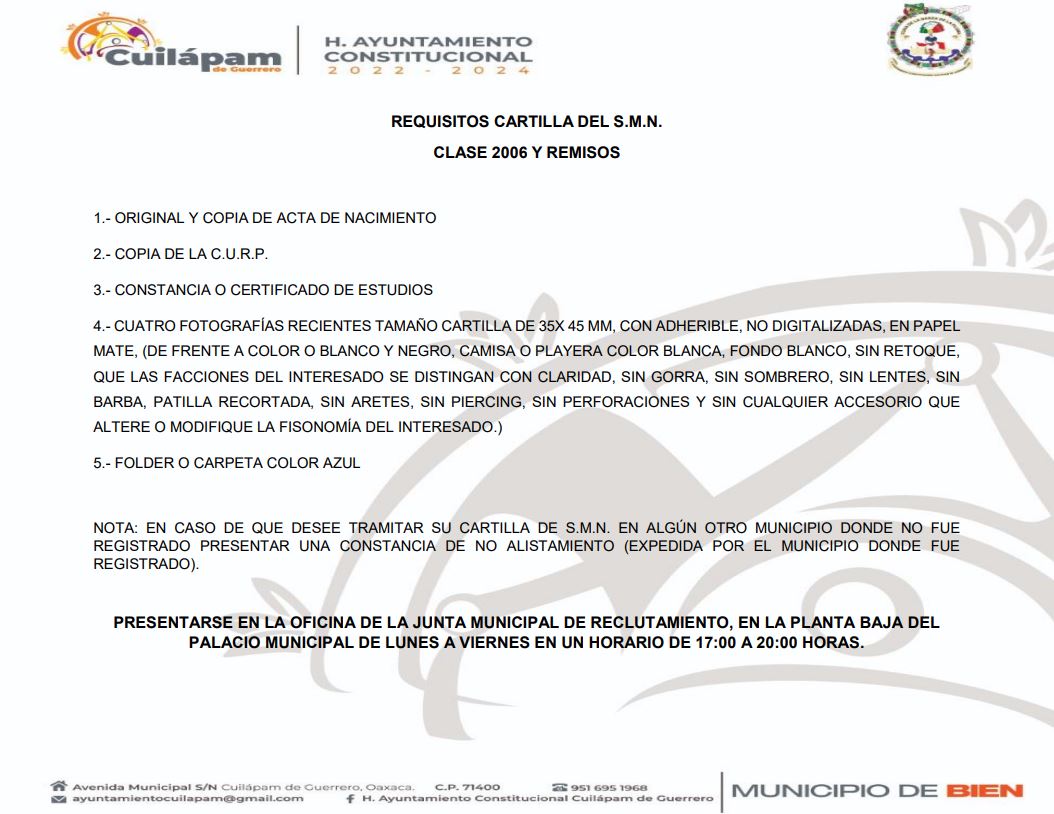 Cuilápam
de Guerrero
H. AYUNTAMIENTO
CONSTITUCIONAL
2022 - 2024
REQUISITOS CARTILLA DEL S.M.N.
CLASE 2006 Y REMISOS
1.- ORIGINAL Y COPIA DE ACTA DE NACIMIENTO
2.- COPIA DE LA C.U.R.P.
3.- CONSTANCIA O CERTIFICADO DE ESTUDIOS
4.- CUATRO FOTOGRAFÍAS RECIENTES TAMAÑO CARTILLA DE 35X 45 MM, CON ADHERIBLE, NO DIGITALIZADAS, EN PAPEL
MATE, (DE FRENTE A COLOR O BLANCO Y NEGRO, CAMISA O PLAYERA COLOR BLANCA, FONDO BLANCO, SIN RETOQUE,
QUE LAS FACCIONES DEL INTERESADO SE DISTINGAN CON CLARIDAD, SIN GORRA, SIN SOMBRERO, SIN LENTES, SIN
BARBA, PATILLA RECORTADA, SIN ARETES, SIN PIERCING, SIN PERFORACIONES Y SIN CUALQUIER ACCESORIO QUE
ALTERE O MODIFIQUE LA FISONOMÍA DEL INTERESADO.)
5.- FOLDER O CARPETA COLOR AZUL
NOTA: EN CASO DE QUE DESEE TRAMITAR SU CARTILLA DE S.M.N. EN ALGÚN OTRO MUNICIPIO DONDE NO FUE
REGISTRADO PRESENTAR UNA CONSTANCIA DE NO ALISTAMIENTO (EXPEDIDA POR EL MUNICIPIO DONDE FUE
REGISTRADO).
PRESENTARSE EN LA OFICINA DE LA JUNTA MUNICIPAL DE RECLUTAMIENTO, EN LA PLANTA BAJA DEL
PALACIO MUNICIPAL DE LUNES A VIERNES EN UN HORARIO DE 17:00 A 20:00 HORAS.
Avenida Municipal S/N Cuilápam de Guerrero, Oaxaca. C.P. 71400 951 695 1968
ayuntamientocuilapam@gmail.com H. Ayuntamiento Constitucional Cuilápam de Guerrero
MUNICIPIO DE BIEN